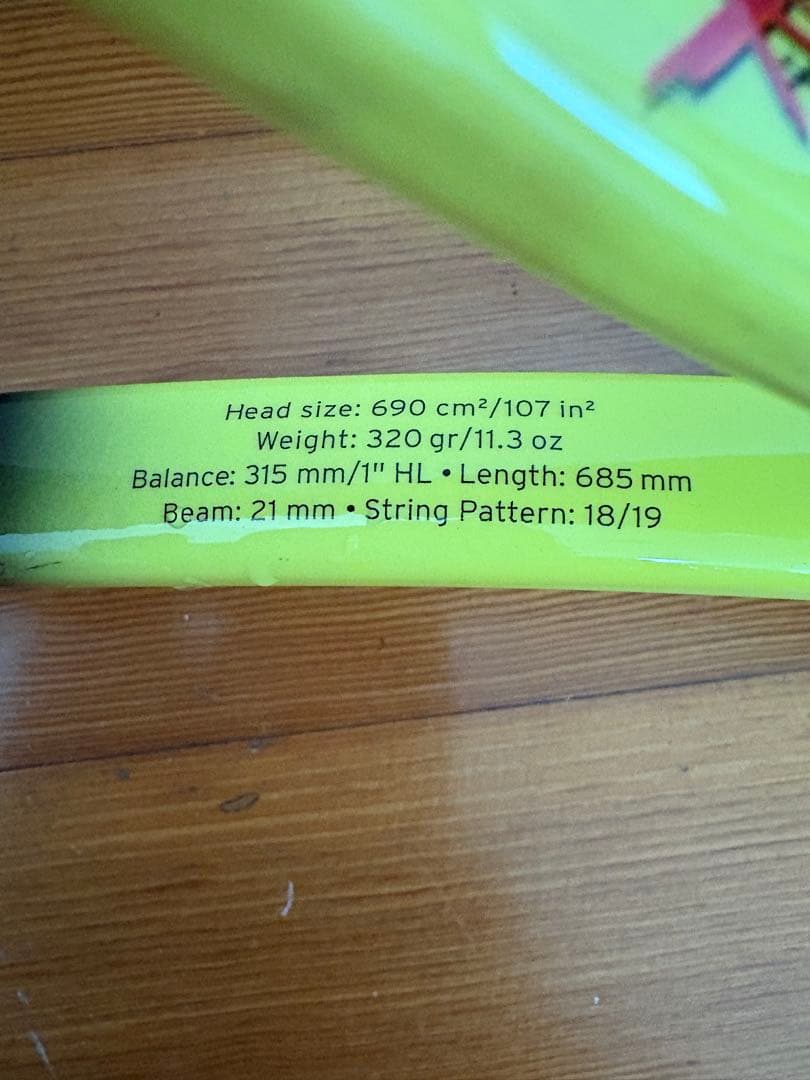 Head size: 690 cm²/107 in²
Weight: 320 gr/11.3 oz
Balance: 315 mm/1" HL • Length: 685 mm
Beam: 21 mm • String Pattern: 18/19